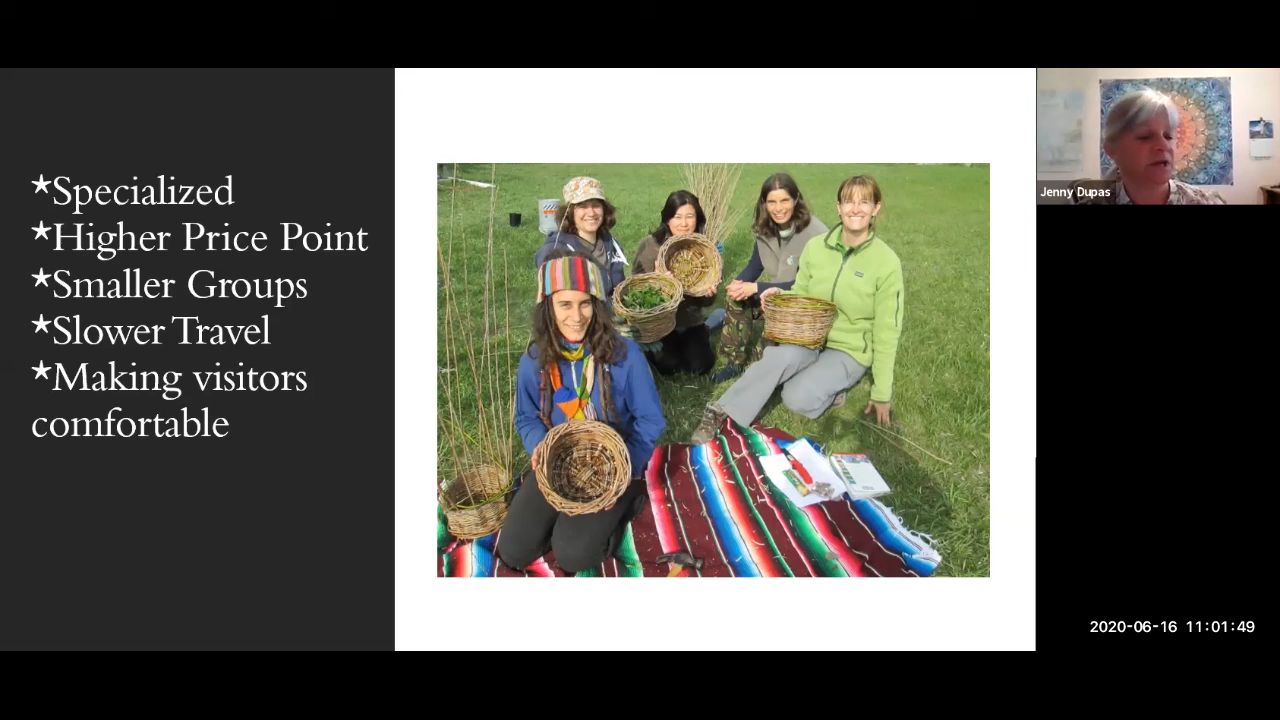 *Specialized
*Higher Price Point
*Smaller Groups
*Slower Travel
*Making visitors
comfortable
Jenny Dupas
2020-06-16 11:01:49